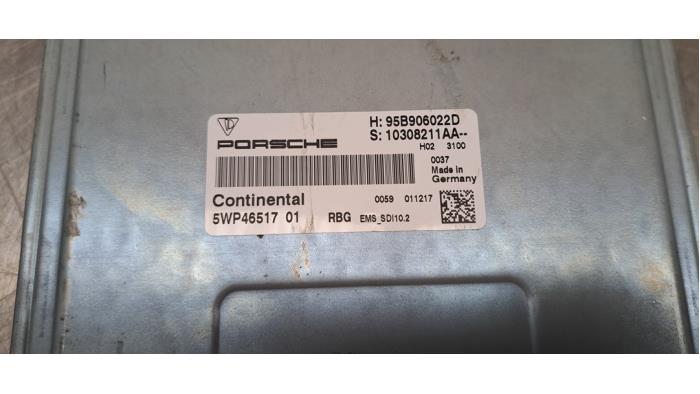 H: 95B906022D
PORSCHE
S: 10308211AA--
H02 3100
0037
Made in
Germany
Continental
0059 011217
5WP46517 01 RBG EMS_SDI10.2